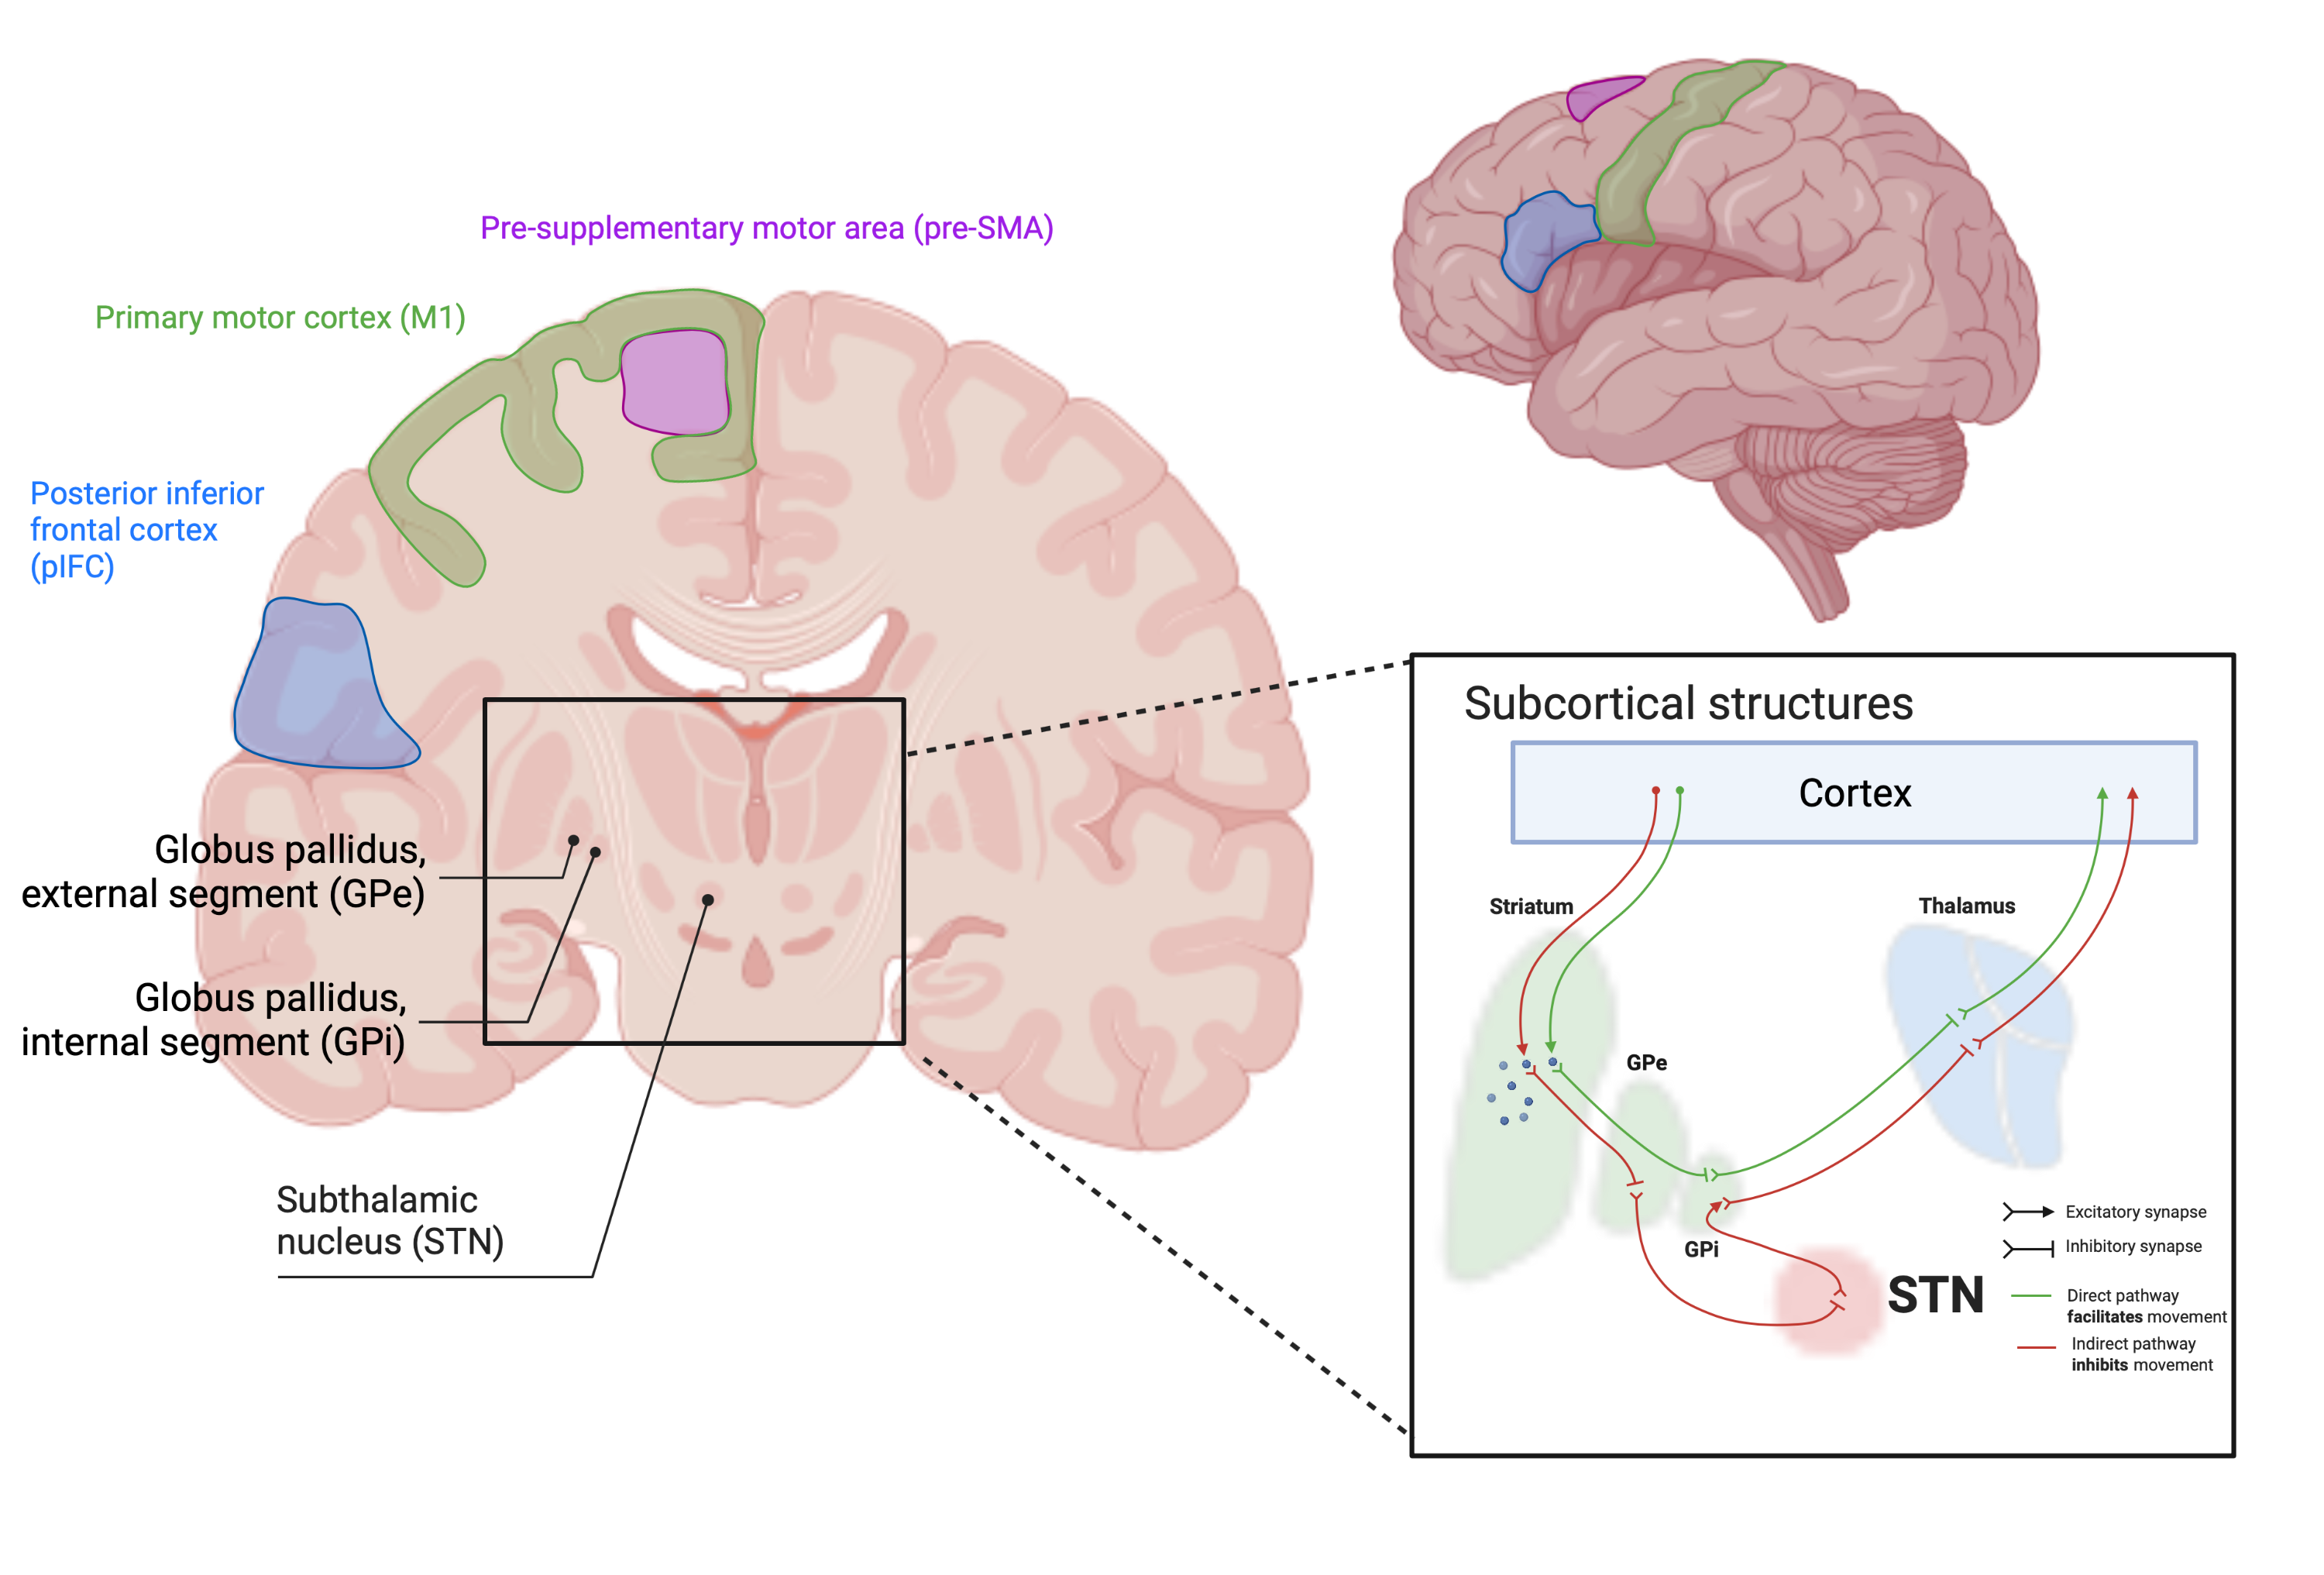 Pre-supplementary motor area (pre-SMA)
Primary motor cortex (M1)
Posterior inferior
frontal cortex
(pIFC)
Globus pallidus,
external segment (GPe)
Globus pallidus,
internal segment (GPi)
Subthalamic
nucleus (STN)
Subcortical structures
Cortex
Striatum
Thalamus
GPe
GPi
STN
Excitatory synapse
Inhibitory synapse
Direct pathway
facilitates movement
Indirect pathway
inhibits movement